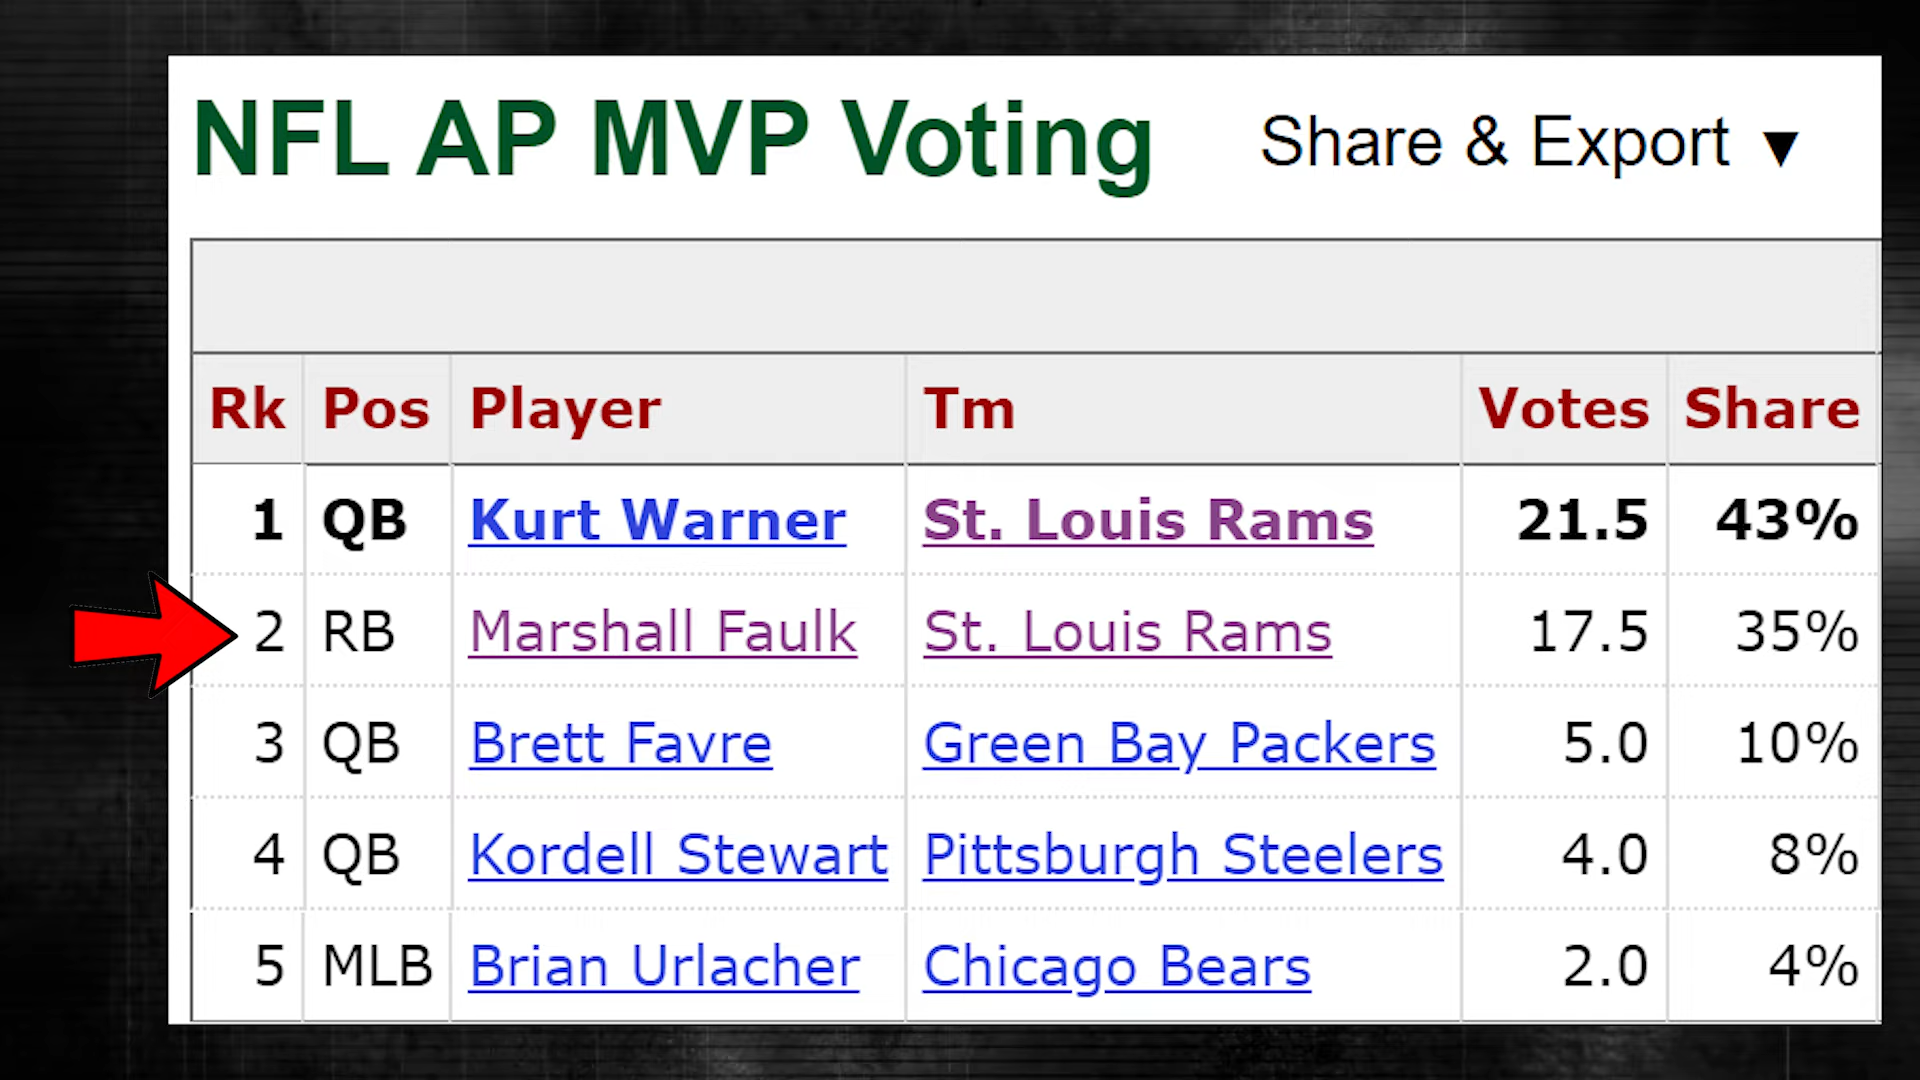 NFL AP MVP Voting Share & Export ▼
Rk Pos Player Tm Votes Share
1 QB Kurt Warner St. Louis Rams 21.5 43%
2 RB Marshall Faulk St. Louis Rams 17.5 35%
3 QB Brett Favre Green Bay Packers 5.0 10%
4 QB Kordell Stewart Pittsburgh Steelers 4.0 8%
5 MLB Brian Urlacher Chicago Bears 2.0 4%